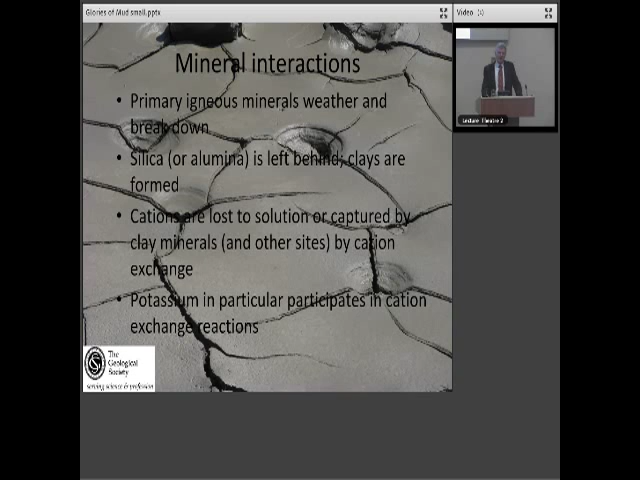 Glories of Mud small.pptx
Video (1)
Mineral interactions
• Primary igneous minerals weather and
break down
• Silica (or alumina) is left behind; clays are
formed
• Cations are lost to solution or captured by
clay minerals (and other sites) by cation
exchange
• Potassium in particular participates in cation
exchange reactions
The
Geological
Society
serving science & profession
Lecture Theatre 2